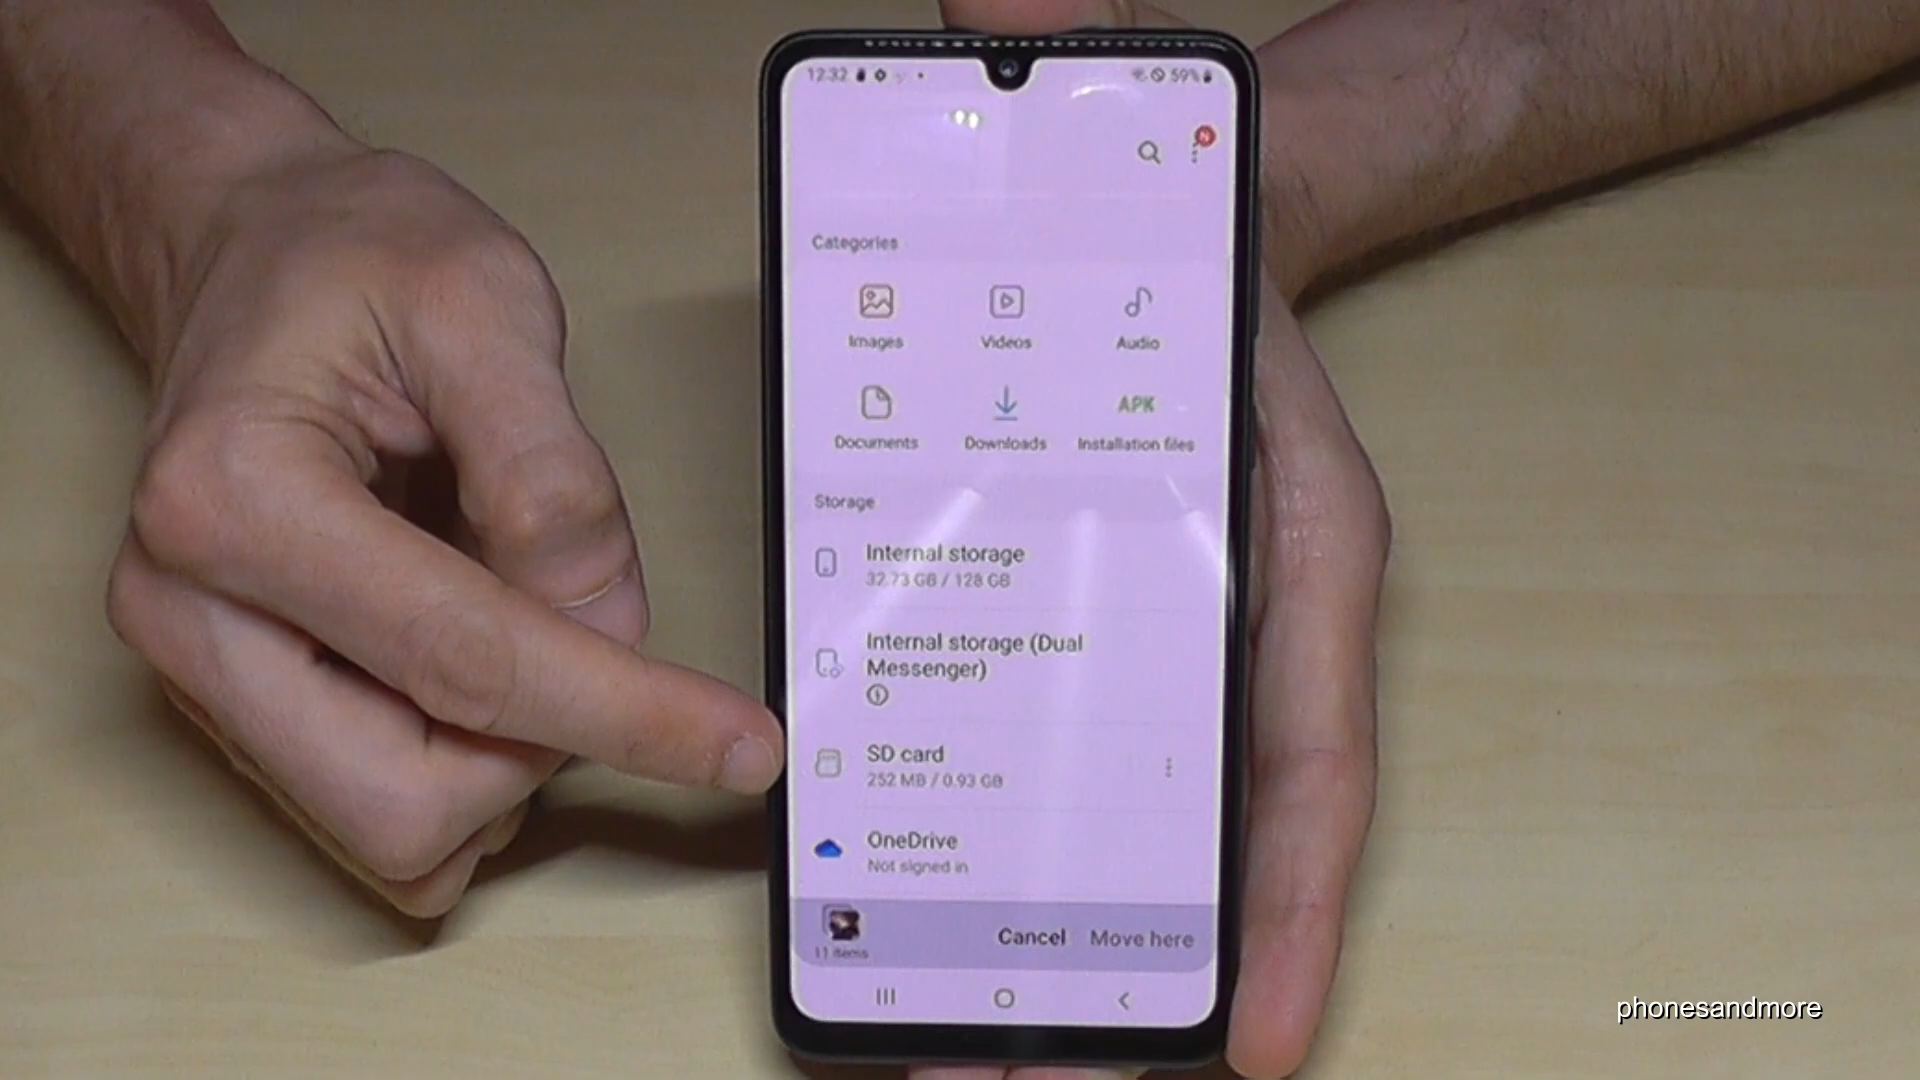 12:32
59%
N
Categories
Images
Videos
Audio
APK
Documents
Downloads
Installation files
Storage
Internal storage
32.73 GB / 128 GB
Internal storage (Dual
Messenger)
SD card
252 MB / 0.93 GB
OneDrive
Not signed in
11 items
Cancel
Move here
phonesandmore